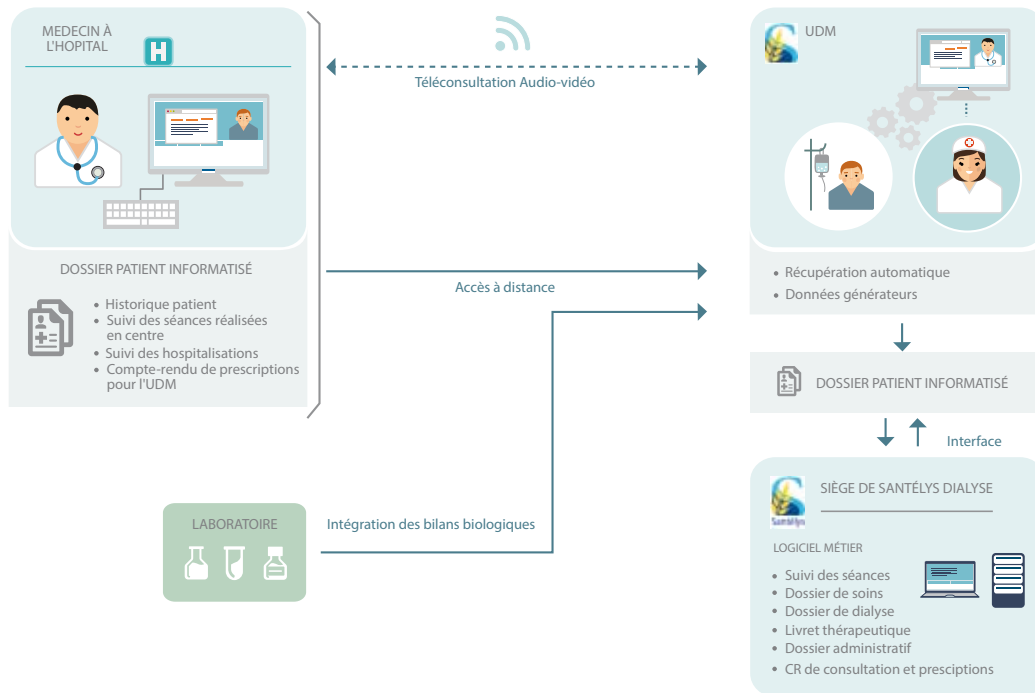 MEDECIN À
L'HOPITAL
H
DOSSIER PATIENT INFORMATISÉ
• Historique patient
• Suivi des séances réalisées
en centre
• Suivi des hospitalisations
• Compte-rendu de prescriptions
pour l'UDM
Téléconsultation Audio-vidéo
Accès à distance
LABORATOIRE
Intégration des bilans biologiques
UDM
• Récupération automatique
• Données générateurs
DOSSIER PATIENT INFORMATISÉ
Interface
Santélys
SIÈGE DE SANTÉLYS DIALYSE
LOGICIEL MÉTIER
• Suivi des séances
• Dossier de soins
• Dossier de dialyse
• Livret thérapeutique
• Dossier administratif
• CR de consultation et presciptions